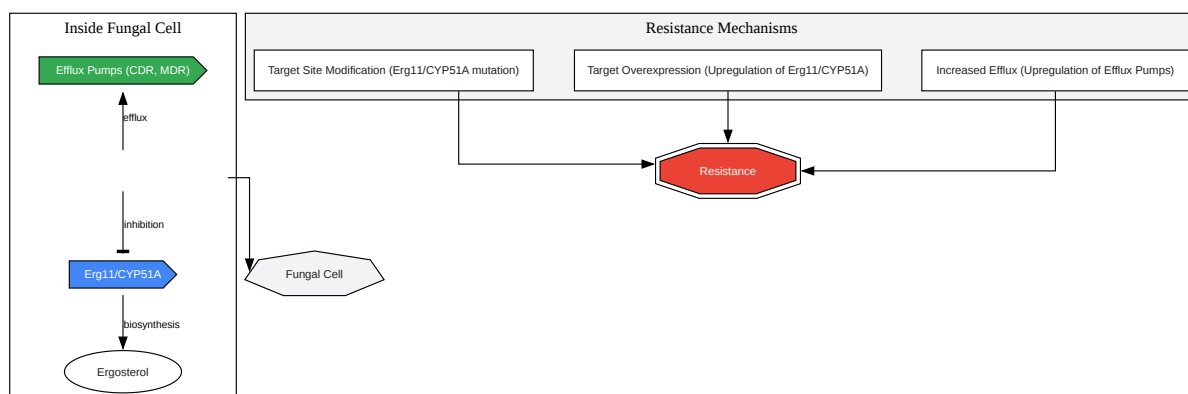 Inside Fungal Cell
Efflux Pumps (CDR, MDR)
efflux
inhibition
Erg11/CYP51A
biosynthesis
Ergosterol
Resistance Mechanisms
Target Site Modification (Erg11/CYP51A mutation)
Target Overexpression (Upregulation of Erg11/CYP51A)
Increased Efflux (Upregulation of Efflux Pumps)
Resistance
Fungal Cell